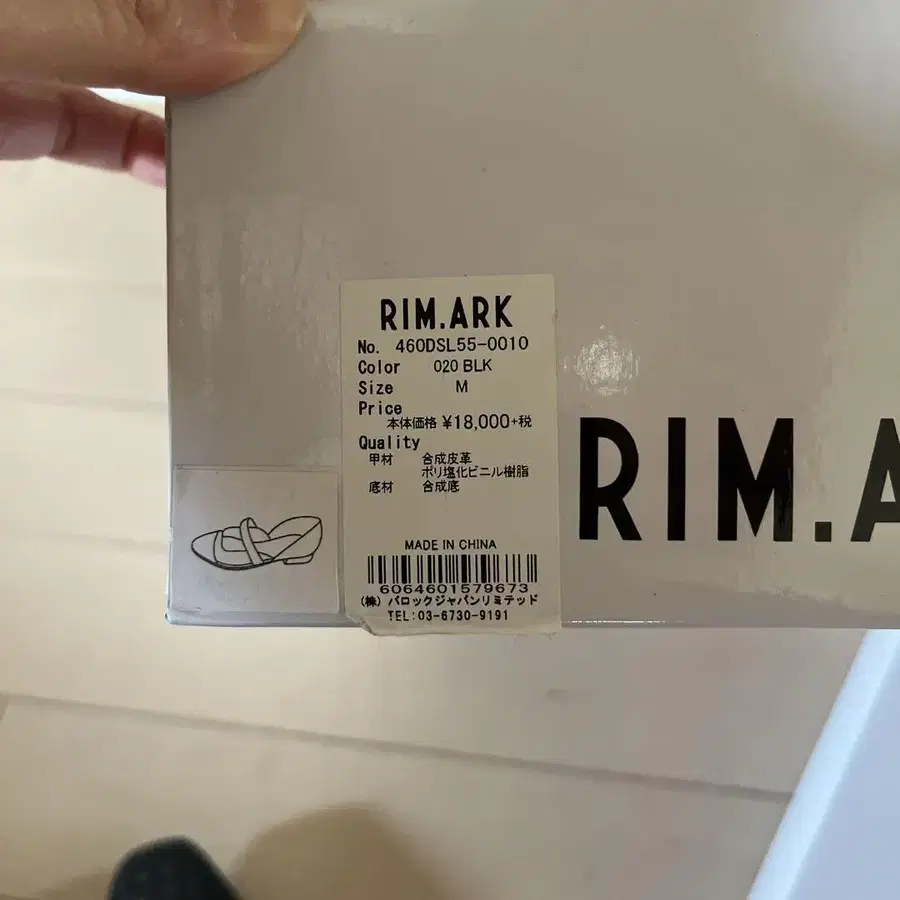 RIM.ARK
No. 460DSL55-0010
Color 020 BLK
Size M
Price
本体価格 ¥18,000+税
Quality
甲材 合成皮革
ポリ塩化ビニル樹脂
底材 合成底
MADE IN CHINA
6064601579673
(株) バロックジャパンリミテッド
TEL:03-6730-9191
RIM.A